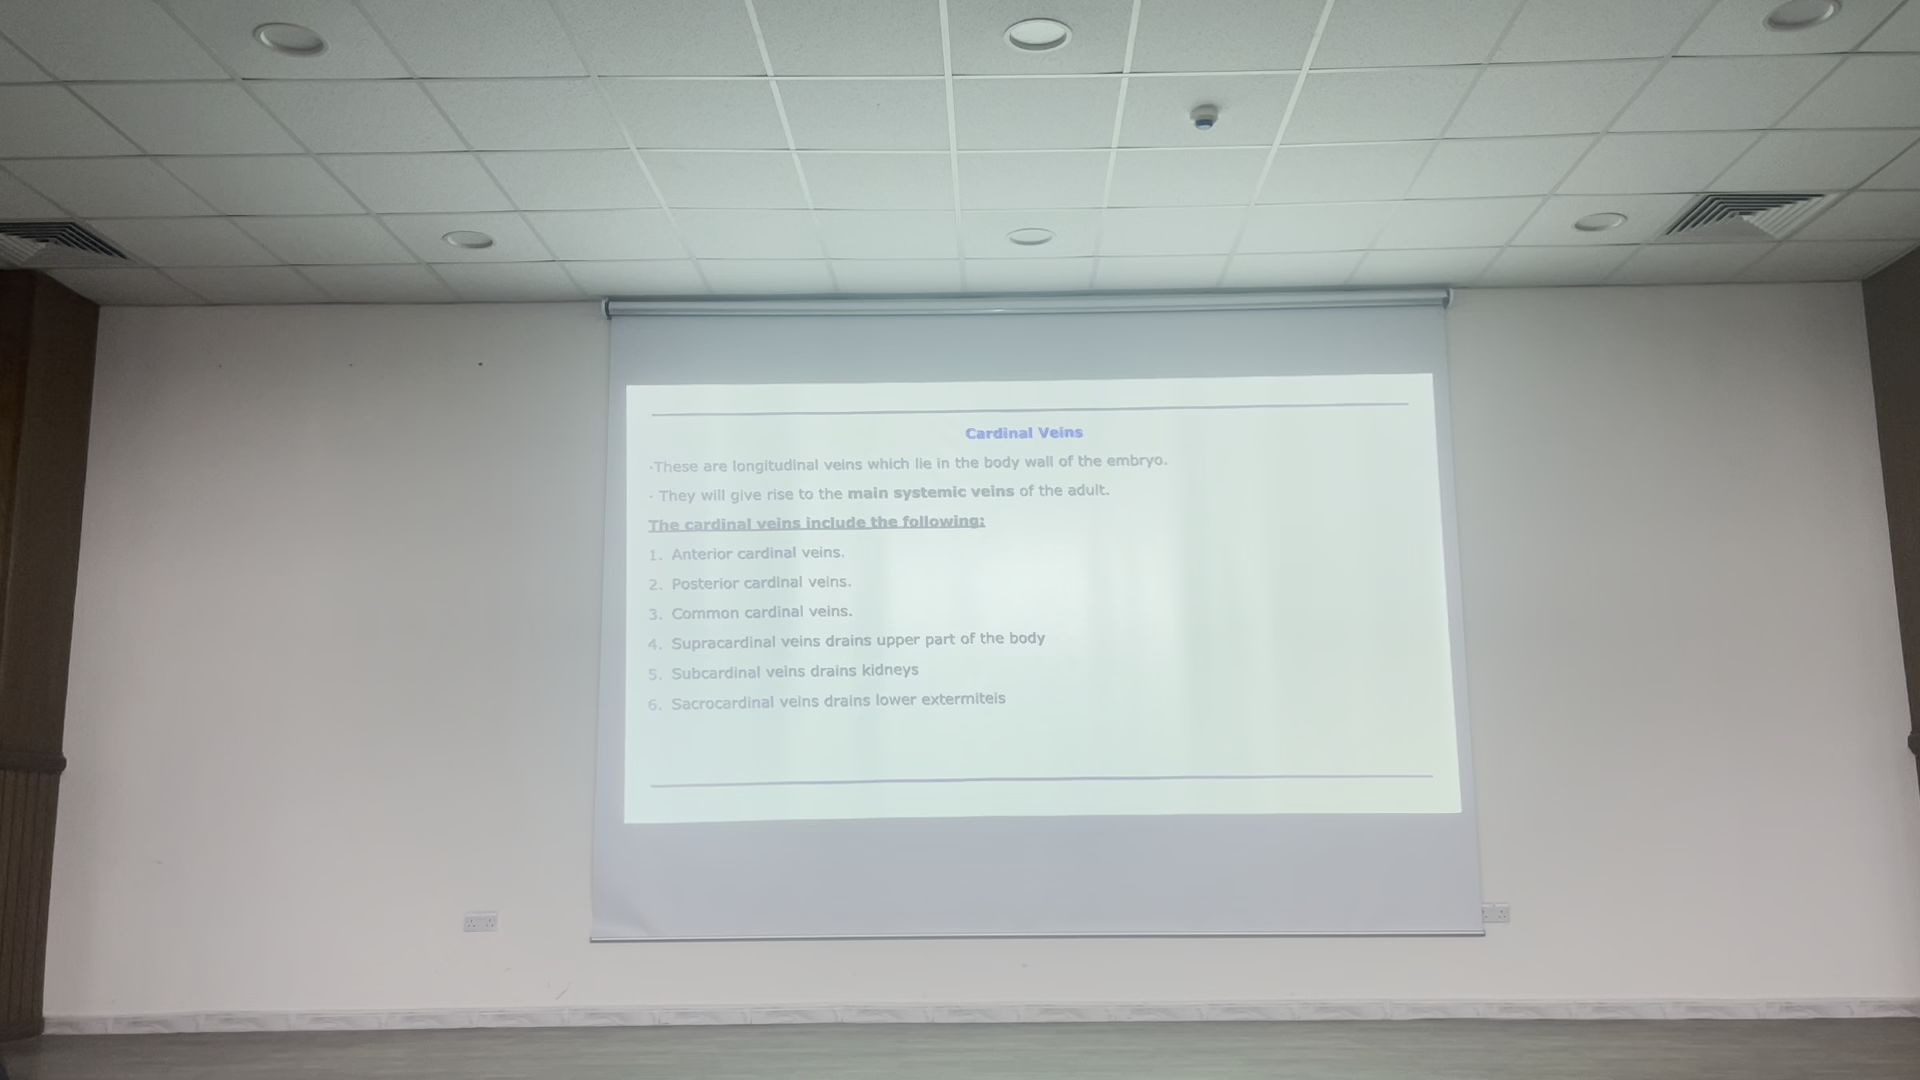 Cardinal Veins
·These are longitudinal veins which lie in the body wall of the embryo.
· They will give rise to the main systemic veins of the adult.
The cardinal veins include the following:
1. Anterior cardinal veins.
2. Posterior cardinal veins.
3. Common cardinal veins.
4. Supracardinal veins drains upper part of the body
5. Subcardinal veins drains kidneys
6. Sacrocardinal veins drains lower extermiteis